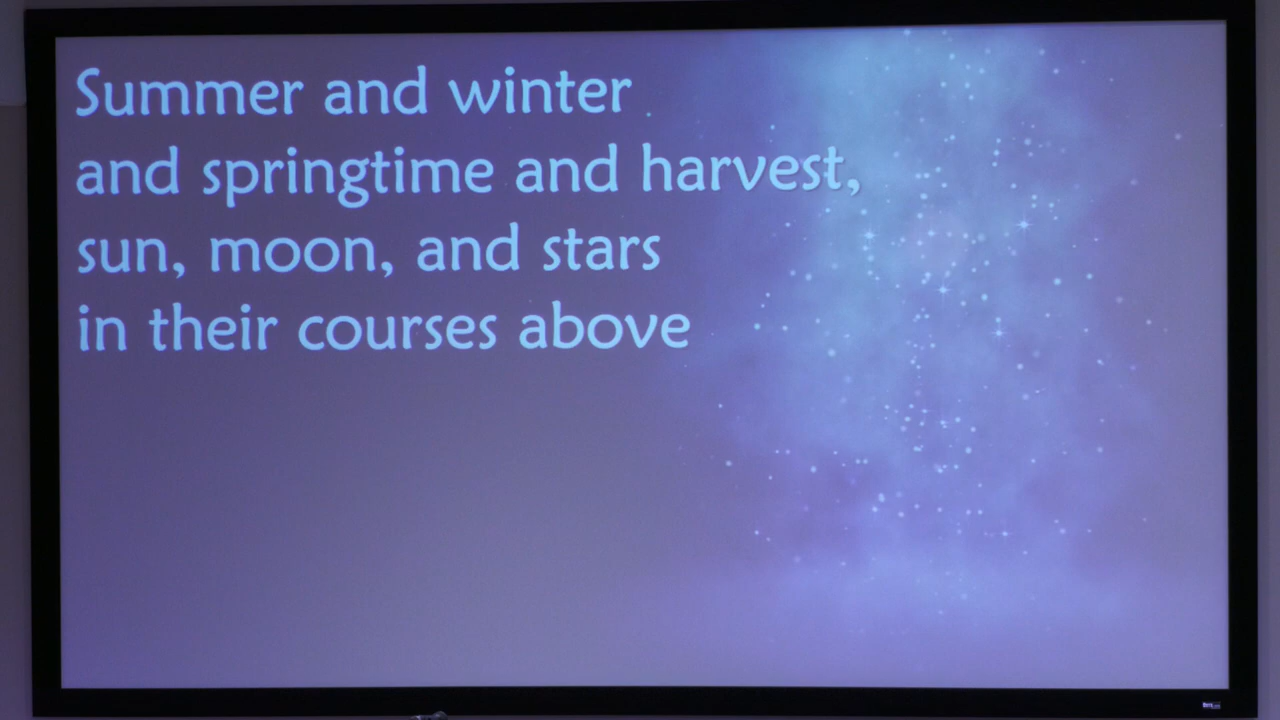 Summer and winter
and springtime and harvest,
sun, moon, and stars
in their courses above